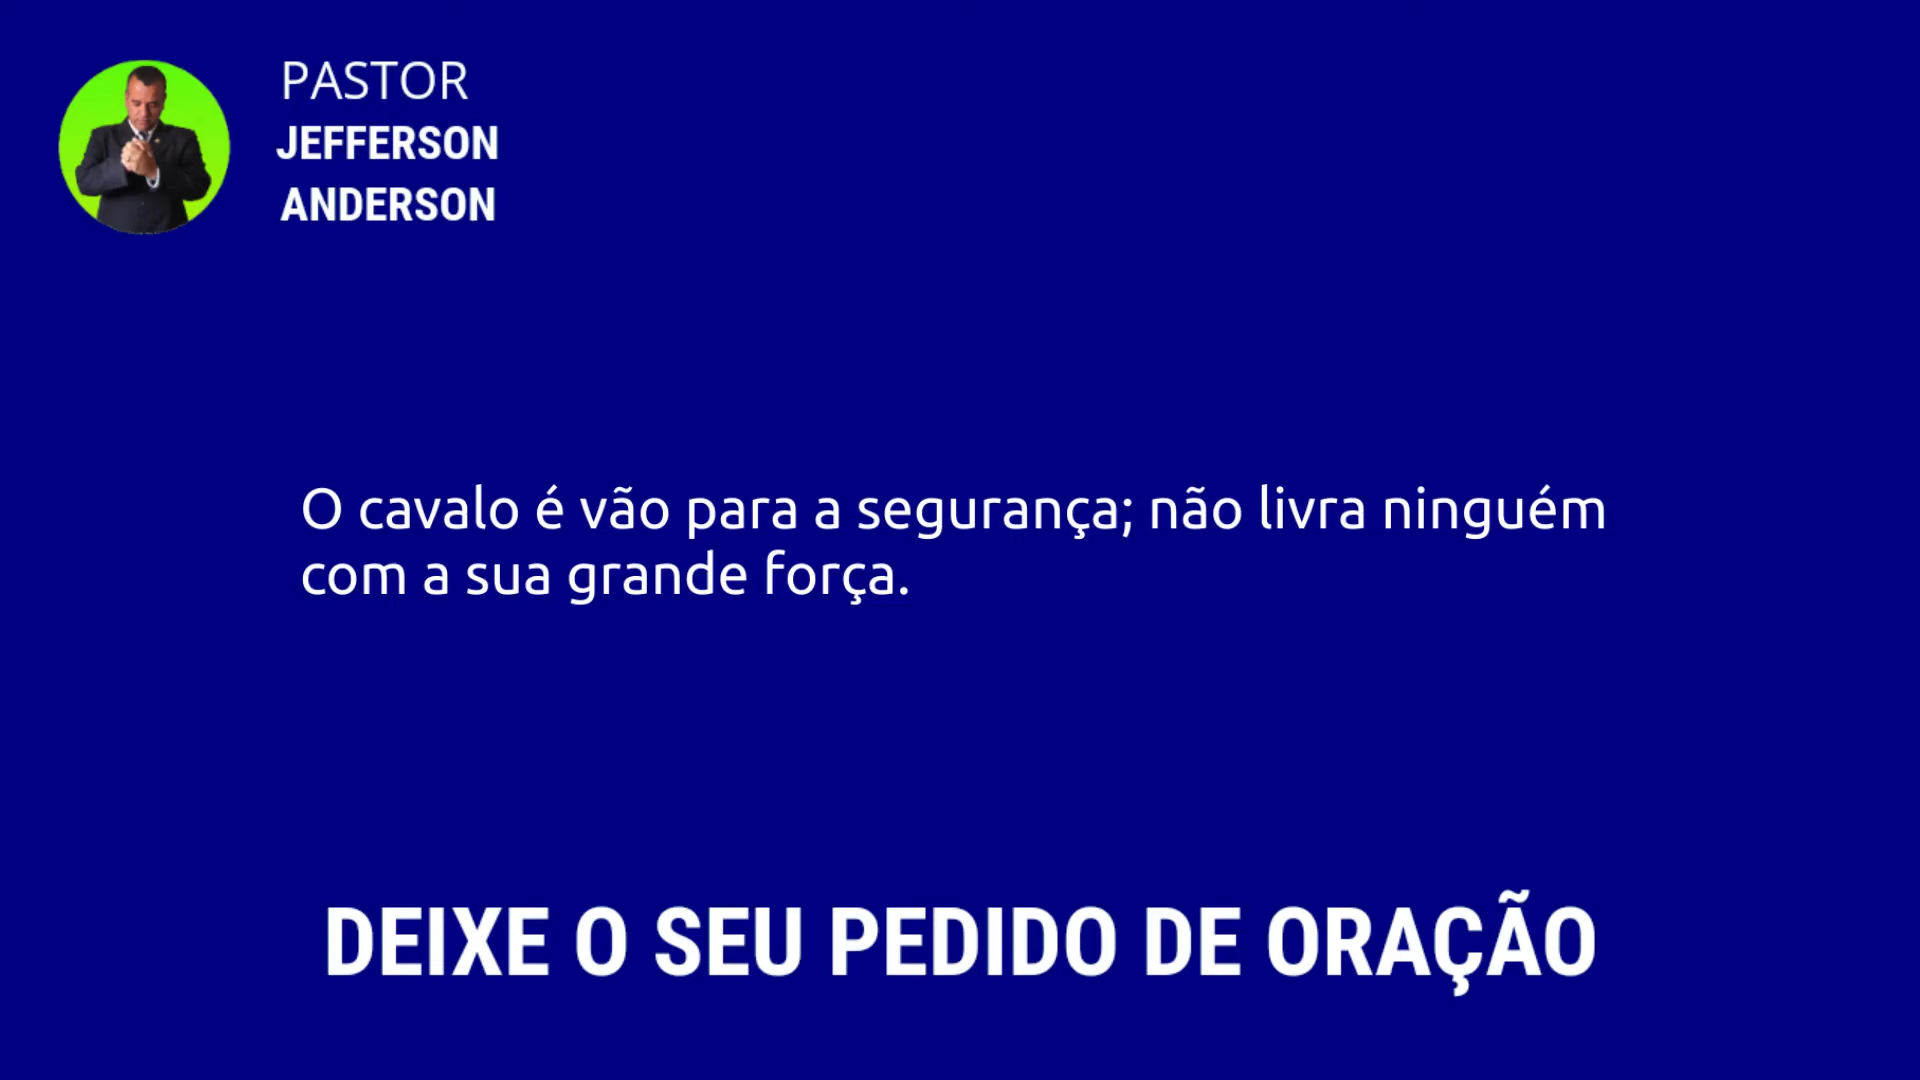 PASTOR
JEFFERSON
ANDERSON
O cavalo é vão para a segurança; não livra ninguém
com a sua grande força.
DEIXE O SEU PEDIDO DE ORAÇÃO